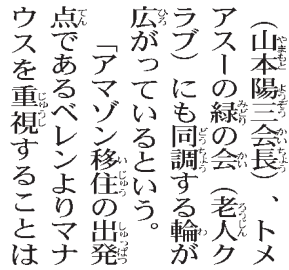 （山本陽三会長）、トメ
アスーの緑の会（老人ク
ラブ）にも同調する輪が
広がっているという。
「アマゾン移住の出発
点であるベレンよりマナ
ウスを重視することは